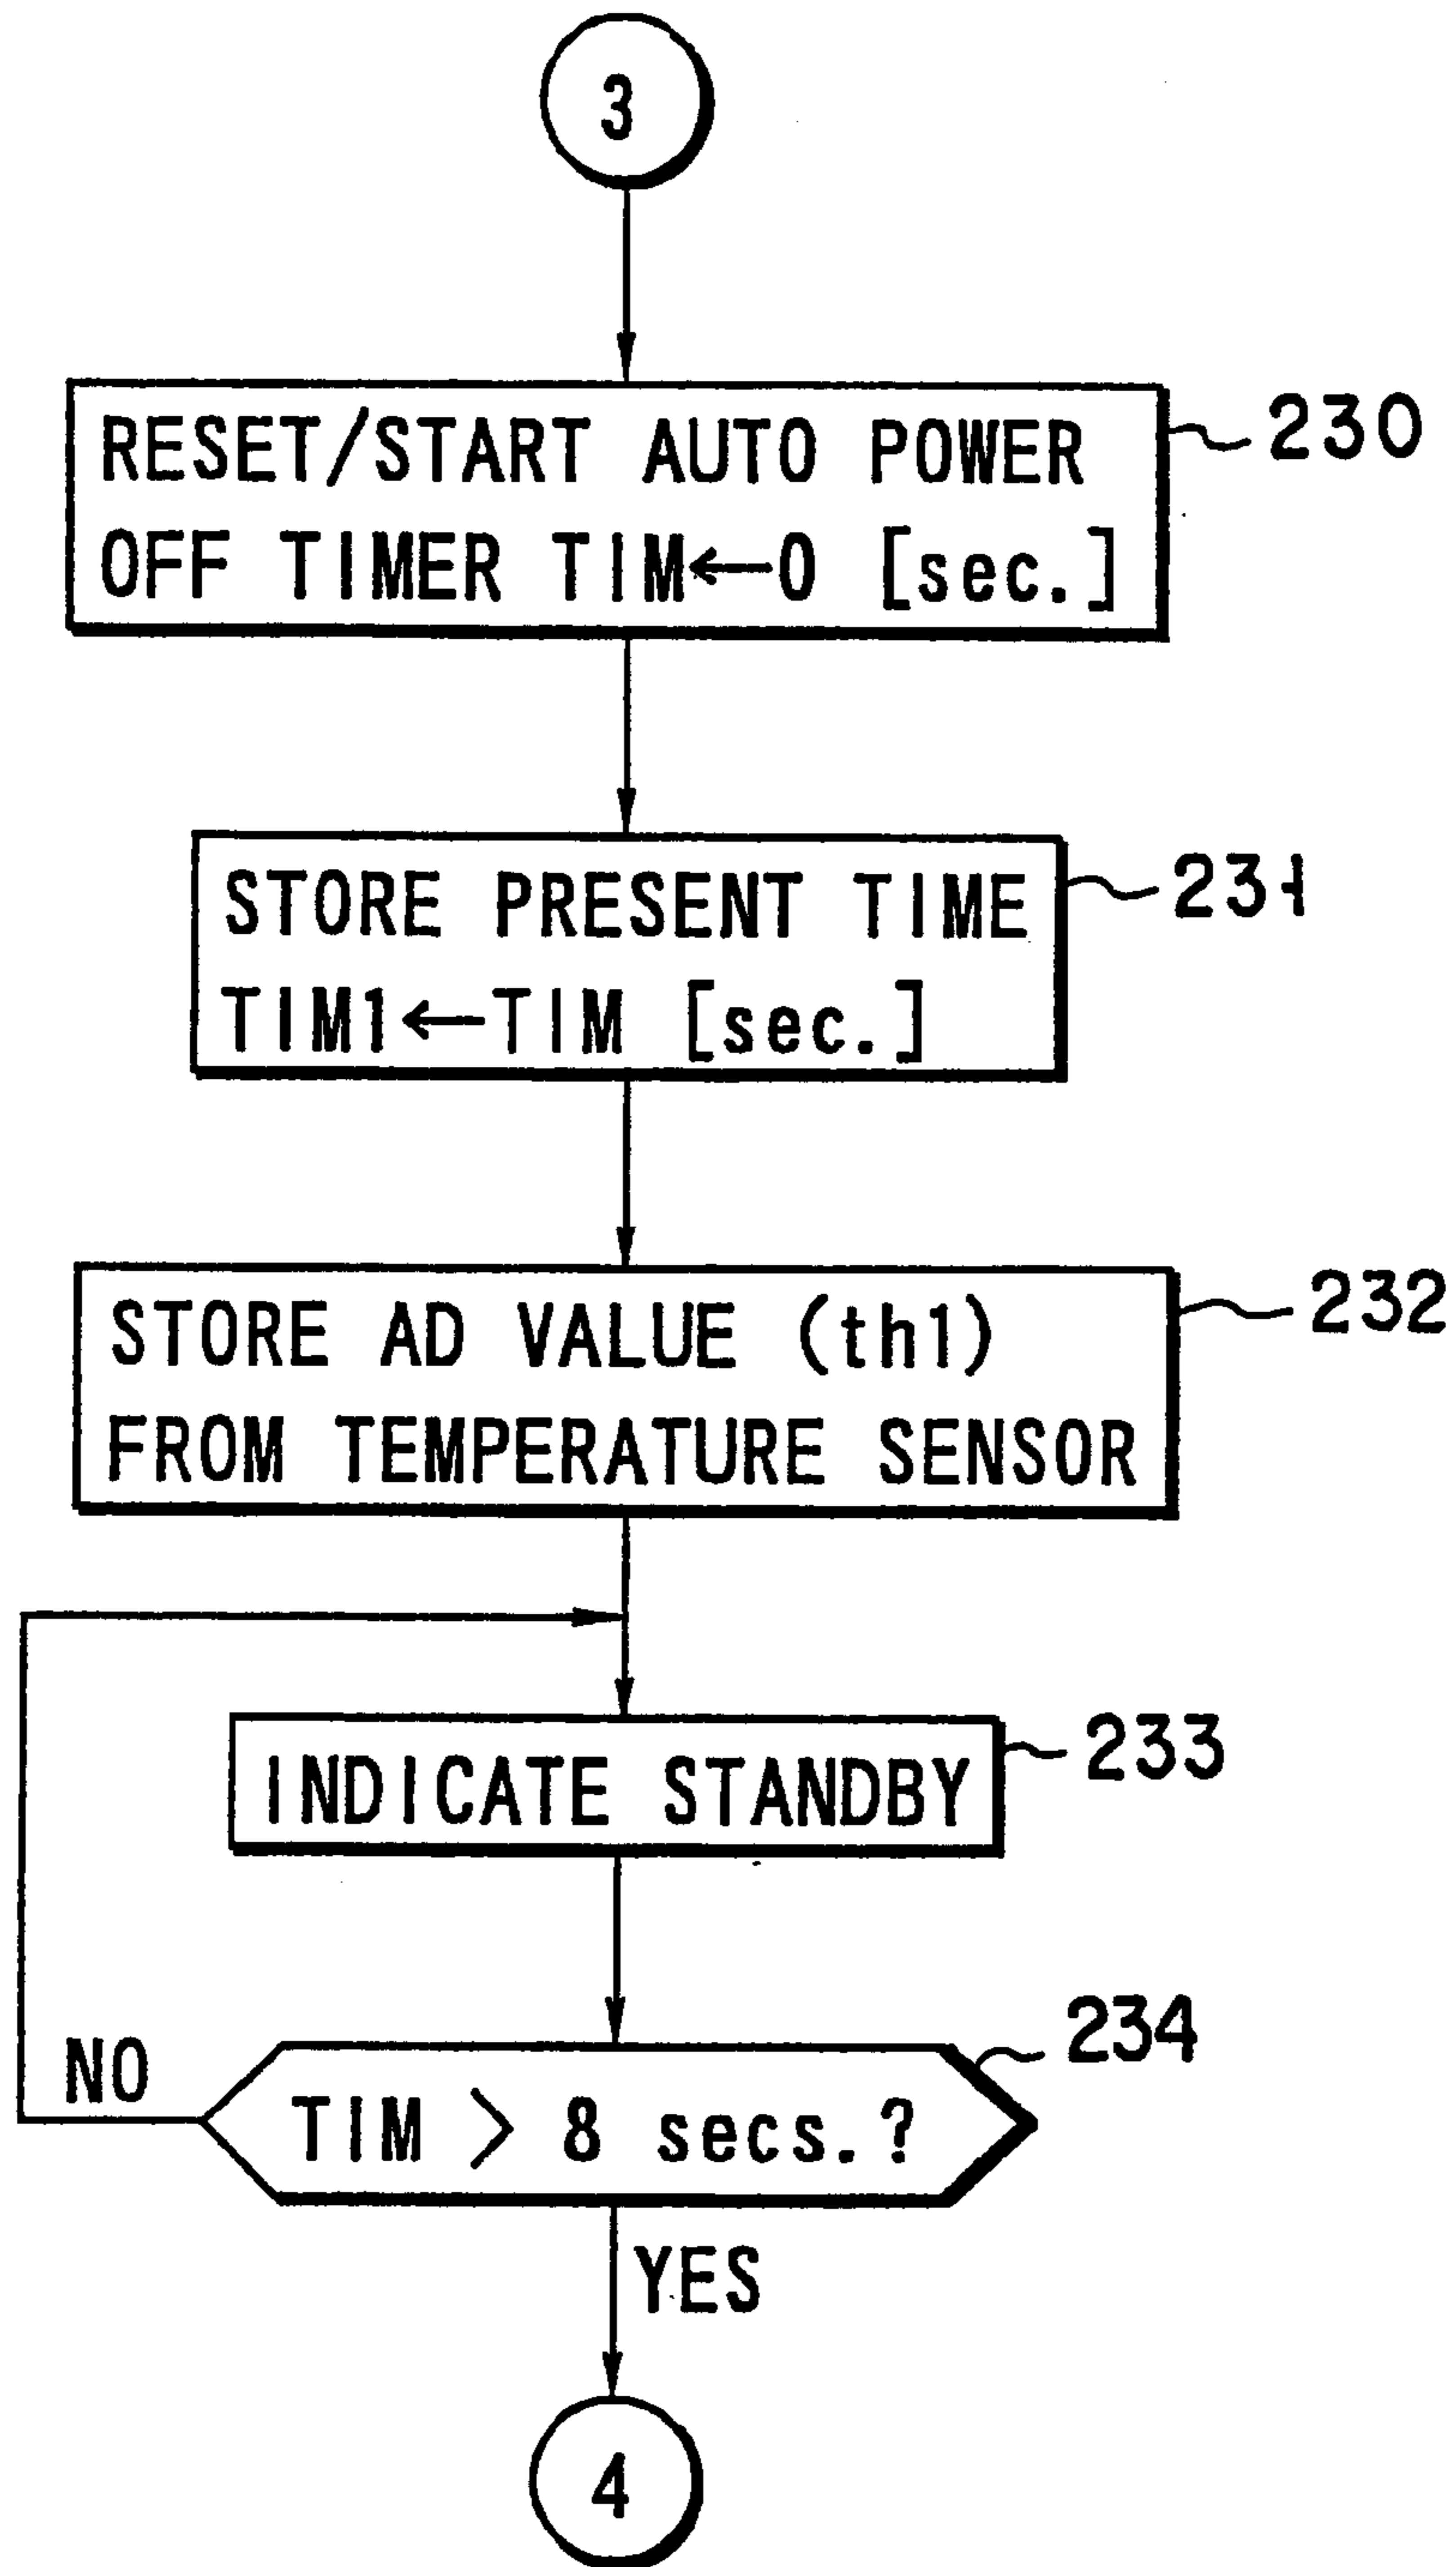 3
RESET/START AUTO POWER 230
OFF TIMER TIM←0 [sec.]
STORE PRESENT TIME 231
TIM1←TIM [sec.]
STORE AD VALUE (th1) 232
FROM TEMPERATURE SENSOR
INDICATE STANDBY 233
234
NO
TIM > 8 secs.?
YES
4